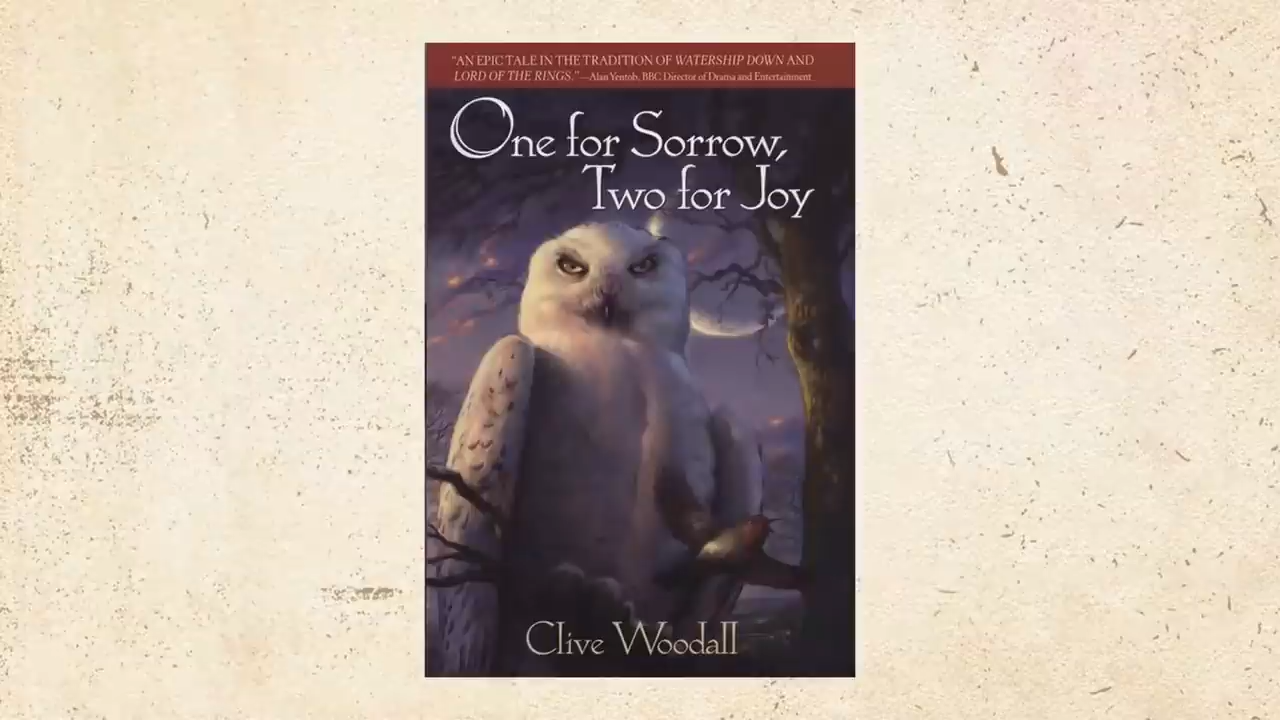 "AN EPIC TALE IN THE TRADITION OF WATERSHIP DOWN AND
LORD OF THE RINGS." —Alan Yentob, BBC Director of Drama and Entertainment
One for Sorrow,
Two for Joy
Clive Woodall